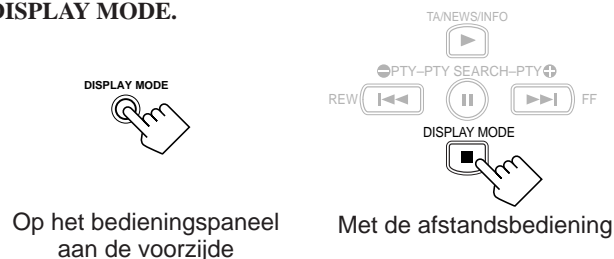 DISPLAY MODE.
TA/NEWS/INFO
PTY–PTY SEARCH–PTY
REW
FF
DISPLAY MODE
DISPLAY MODE
Op het bedieningspaneel
aan de voorzijde
Met de afstandsbediening